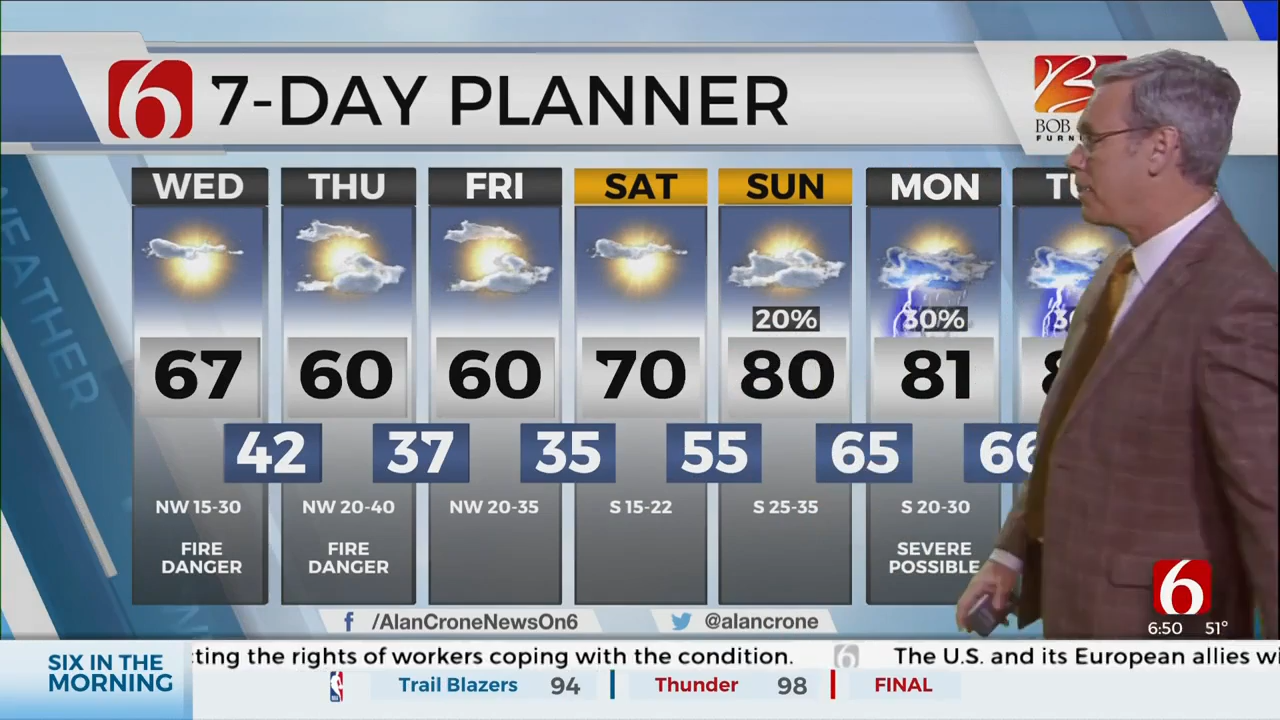 6 7-DAY PLANNER
BOB
WED THU FRI SAT SUN MON
20% 30%
67 60 60 70 80 81
42 37 35 55 65 66
NW 15-30 NW 20-40 NW 20-35 S 15-22 S 25-35 S 20-30
FIRE DANGER FIRE DANGER SEVERE POSSIBLE
/AlanCroneNewsOn6 @alancrone
6
6:50 51°
WEATHER
SIX IN THE
MORNING
the rights of workers coping with the condition. 6 The U.S. and its European allies
Trail Blazers 94 Thunder 98 FINAL